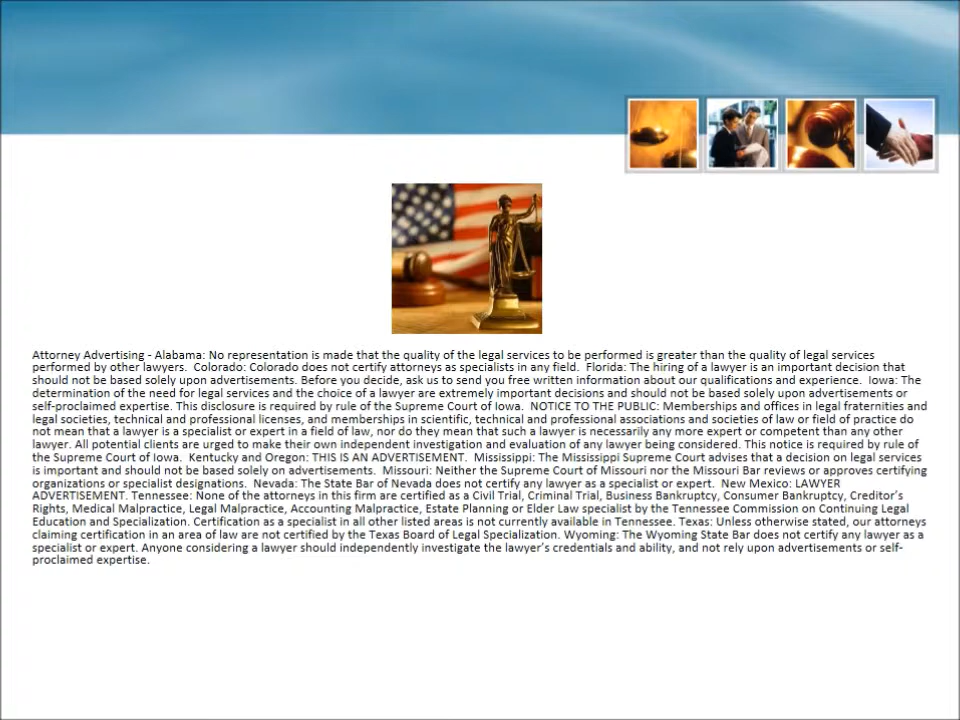 Attorney Advertising - Alabama: No representation is made that the quality of the legal services to be performed is greater than the quality of legal services
performed by other lawyers.  Colorado: Colorado does not certify attorneys as specialists in any field.  Florida: The hiring of a lawyer is an important decision that
should not be based solely upon advertisements. Before you decide, ask us to send you free written information about our qualifications and experience.  Iowa: The
determination of the need for legal services and the choice of a lawyer are extremely important decisions and should not be based solely upon advertisements or
self-proclaimed expertise. This disclosure is required by rule of the Supreme Court of Iowa.  NOTICE TO THE PUBLIC: Memberships and offices in legal fraternities and
legal societies, technical and professional licenses, and memberships in scientific, technical and professional associations and societies of law or field of practice do
not mean that a lawyer is a specialist or expert in a field of law, nor do they mean that such a lawyer is necessarily any more expert or competent than any other
lawyer. All potential clients are urged to make their own independent investigation and evaluation of any lawyer being considered. This notice is required by rule of
the Supreme Court of Iowa.  Kentucky and Oregon: THIS IS AN ADVERTISEMENT.  Mississippi: The Mississippi Supreme Court advises that a decision on legal services
is important and should not be based solely on advertisements.  Missouri: Neither the Supreme Court of Missouri nor the Missouri Bar reviews or approves certifying
organizations or specialist designations.  Nevada: The State Bar of Nevada does not certify any lawyer as a specialist or expert.  New Mexico: LAWYER
ADVERTISEMENT. Tennessee: None of the attorneys in this firm are certified as a Civil Trial, Criminal Trial, Business Bankruptcy, Consumer Bankruptcy, Creditor's
Rights, Medical Malpractice, Legal Malpractice, Accounting Malpractice, Estate Planning or Elder Law specialist by the Tennessee Commission on Continuing Legal
Education and Specialization. Certification as a specialist in all other listed areas is not currently available in Tennessee. Texas: Unless otherwise stated, our attorneys
claiming certification in an area of law are not certified by the Texas Board of Legal Specialization. Wyoming: The Wyoming State Bar does not certify any lawyer as a
specialist or expert. Anyone considering a lawyer should independently investigate the lawyer's credentials and ability, and not rely upon advertisements or self-
proclaimed expertise.